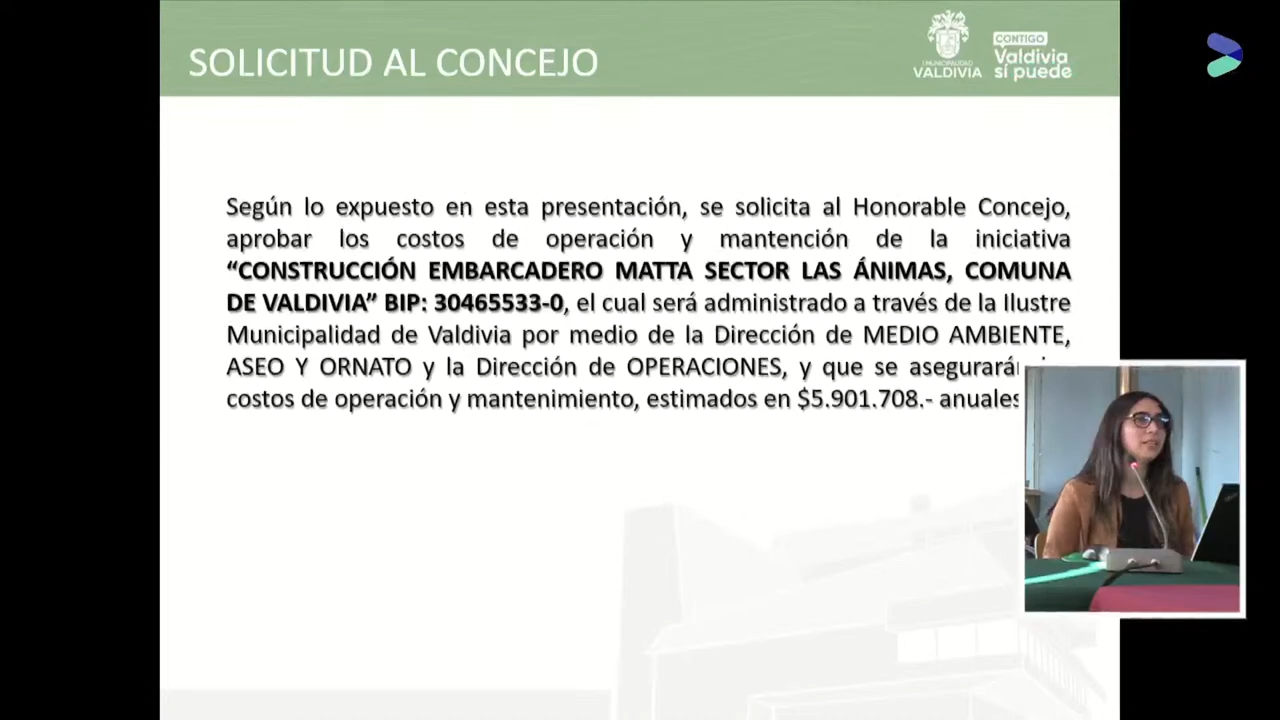 SOLICITUD AL CONCEJO
I. MUNICIPALIDAD
VALDIVIA
CONTIGO
Valdivia
sí puede
Según lo expuesto en esta presentación, se solicita al Honorable Concejo,
aprobar los costos de operación y mantención de la iniciativa
“CONSTRUCCIÓN EMBARCADERO MATTA SECTOR LAS ÁNIMAS, COMUNA
DE VALDIVIA” BIP: 30465533-0, el cual será administrado a través de la Ilustre
Municipalidad de Valdivia por medio de la Dirección de MEDIO AMBIENTE,
ASEO Y ORNATO y la Dirección de OPERACIONES, y que se asegurará
costos de operación y mantenimiento, estimados en $5.901.708.- anuales